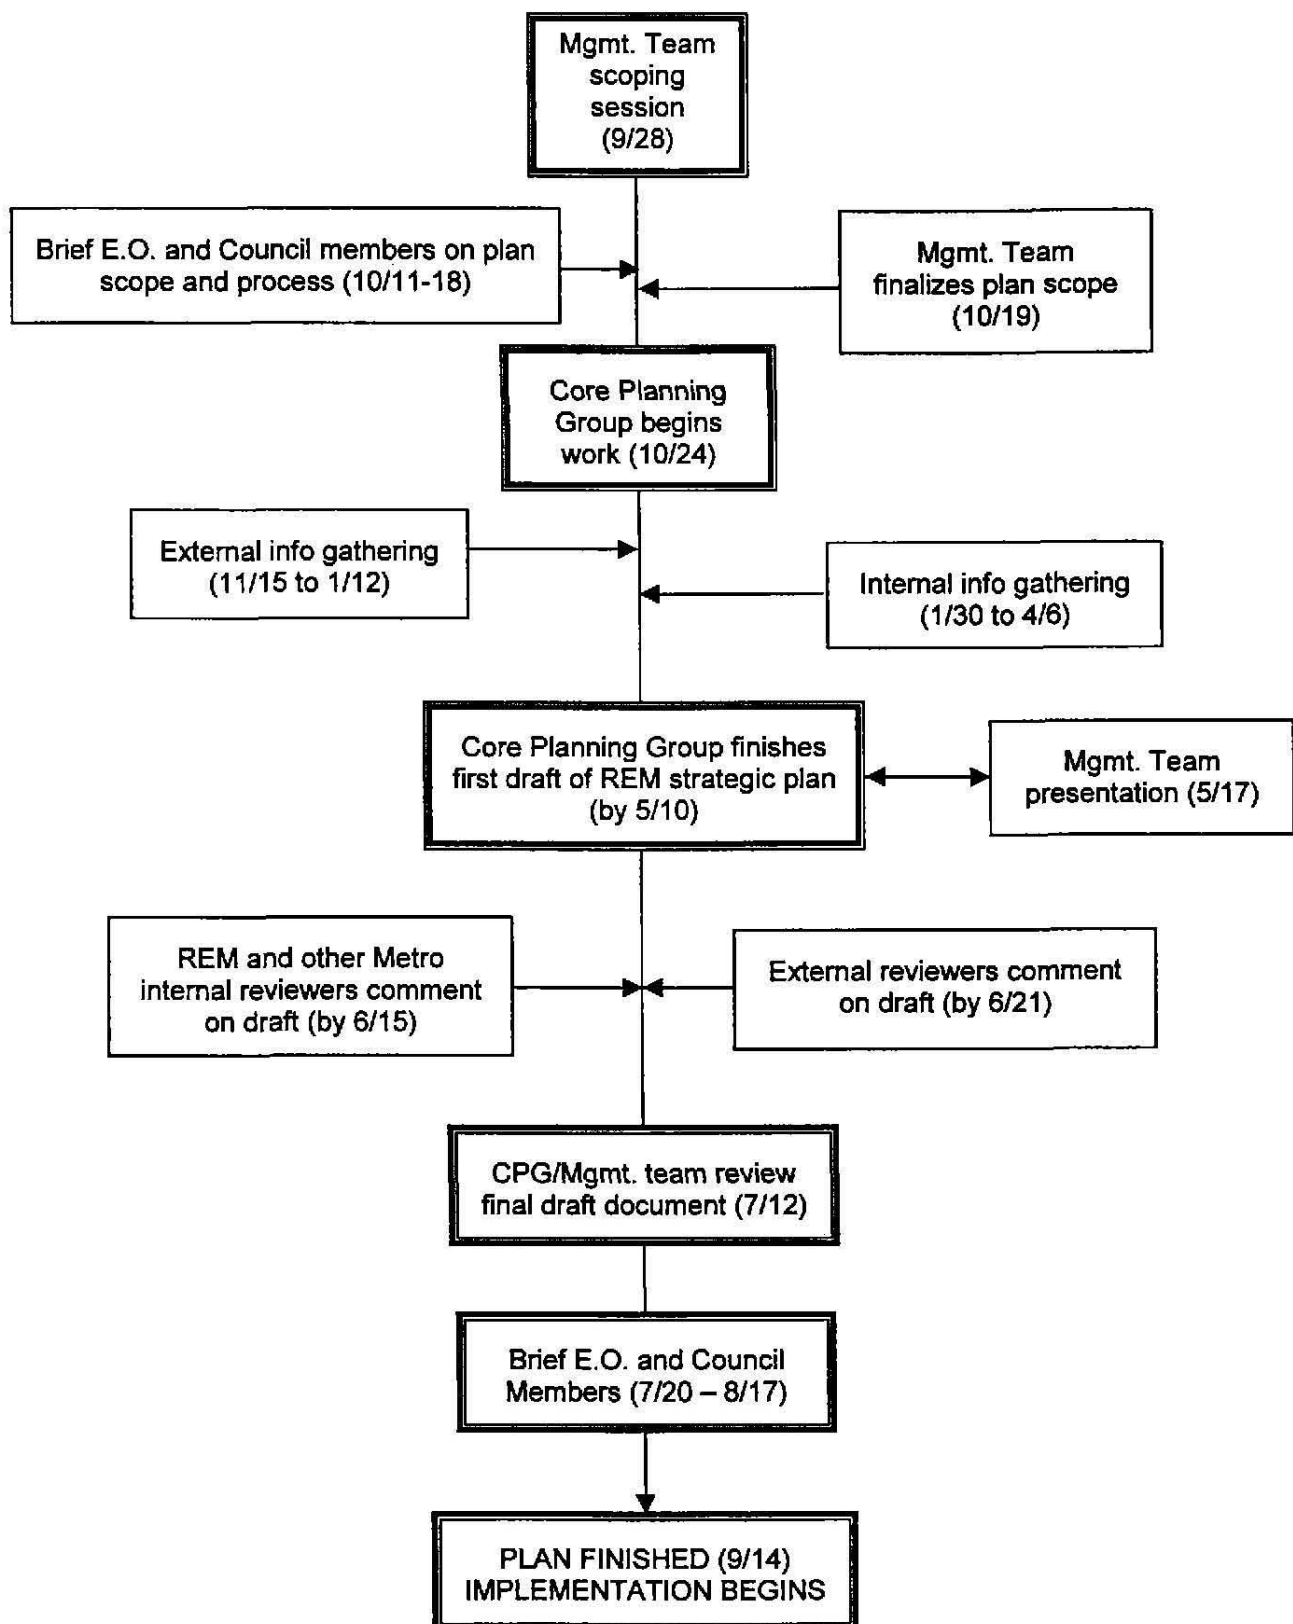 Mgmt. Team
scoping
session
(9/28)
Brief E.O. and Council members on plan
scope and process (10/11-18)
Mgmt. Team
finalizes plan scope
(10/19)
Core Planning
Group begins
work (10/24)
External info gathering
(11/15 to 1/12)
Internal info gathering
(1/30 to 4/6)
Core Planning Group finishes
first draft of REM strategic plan
(by 5/10)
Mgmt. Team
presentation (5/17)
REM and other Metro
internal reviewers comment
on draft (by 6/15)
External reviewers comment
on draft (by 6/21)
CPG/Mgmt. team review
final draft document (7/12)
Brief E.O. and Council
Members (7/20 – 8/17)
PLAN FINISHED (9/14)
IMPLEMENTATION BEGINS